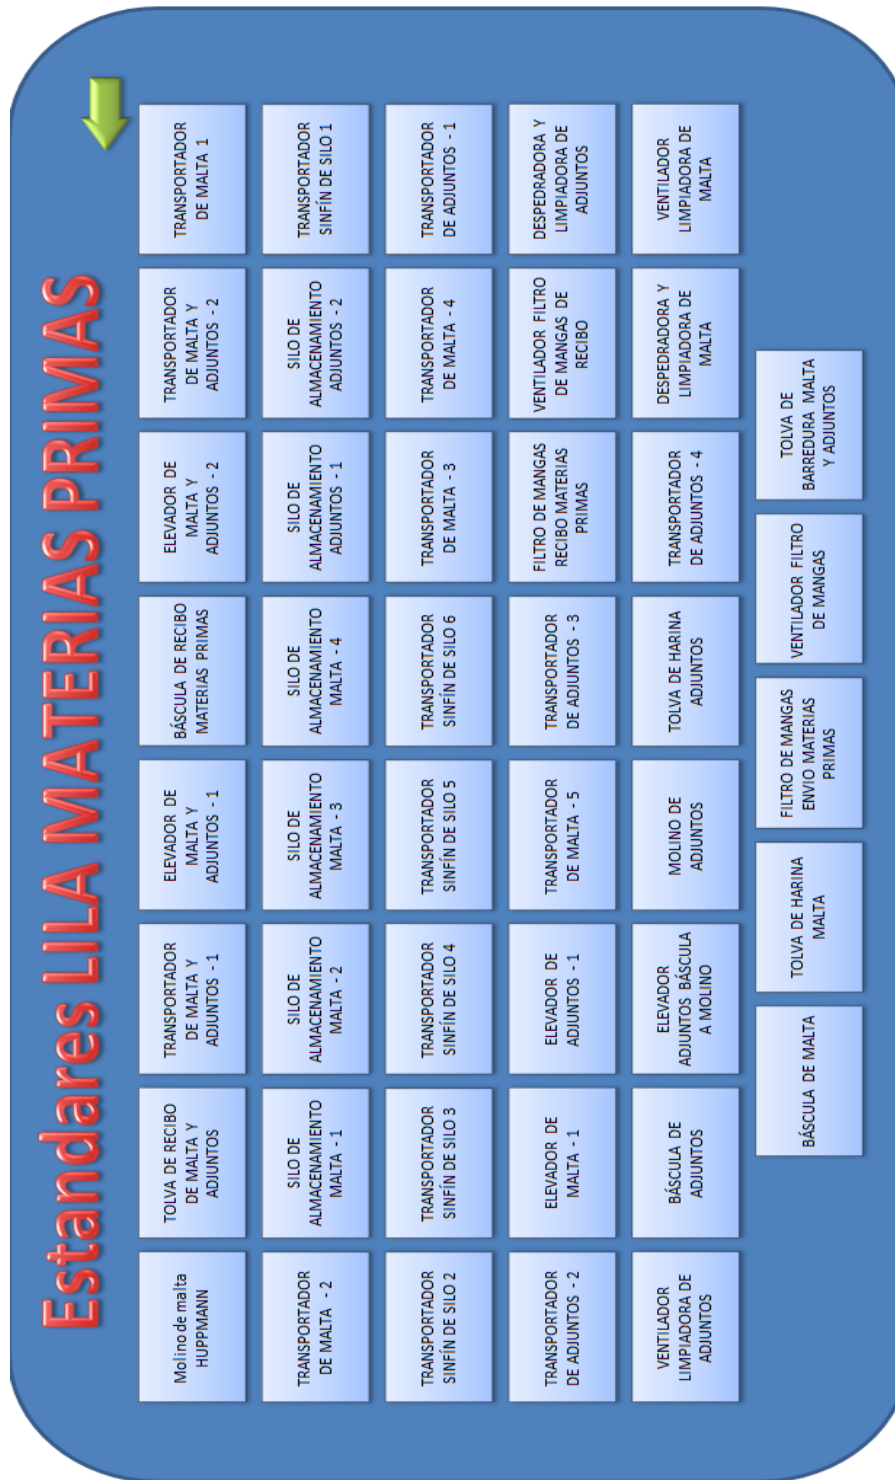 Estandares LILA MATERIAS PRIMAS
Molino de malta
HUPPMANN
TOLVA DE RECIBO
DE MALTA Y
ADJUNTOS
TRANSPORTADOR
DE MALTA Y
ADJUNTOS - 1
ELEVADOR DE
MALTA Y
ADJUNTOS - 1
BÁSCULA DE RECIBO
MATERIAS PRIMAS
ELEVADOR DE
MALTA Y
ADJUNTOS - 2
TRANSPORTADOR
DE MALTA Y
ADJUNTOS - 2
TRANSPORTADOR
DE MALTA 1
TRANSPORTADOR
DE MALTA - 2
SILO DE
ALMACENAMIENTO
MALTA - 1
SILO DE
ALMACENAMIENTO
MALTA - 2
SILO DE
ALMACENAMIENTO
MALTA - 3
SILO DE
ALMACENAMIENTO
MALTA - 4
SILO DE
ALMACENAMIENTO
ADJUNTOS - 1
SILO DE
ALMACENAMIENTO
ADJUNTOS - 2
TRANSPORTADOR
SINFÍN DE SILO 1
TRANSPORTADOR
SINFÍN DE SILO 2
TRANSPORTADOR
SINFÍN DE SILO 3
TRANSPORTADOR
SINFÍN DE SILO 4
TRANSPORTADOR
SINFÍN DE SILO 5
TRANSPORTADOR
SINFÍN DE SILO 6
TRANSPORTADOR
DE MALTA - 3
TRANSPORTADOR
DE MALTA - 4
TRANSPORTADOR
DE ADJUNTOS - 1
TRANSPORTADOR
DE ADJUNTOS - 2
ELEVADOR DE
MALTA - 1
ELEVADOR DE
ADJUNTOS - 1
TRANSPORTADOR
DE MALTA - 5
TRANSPORTADOR
DE ADJUNTOS - 3
FILTRO DE MANGAS
RECIBO MATERIAS
PRIMAS
VENTILADOR FILTRO
DE MANGAS DE
RECIBO
DESPEDRADORA Y
LIMPIADORA DE
ADJUNTOS
VENTILADOR
LIMPIADORA DE
ADJUNTOS
BÁSCULA DE
ADJUNTOS
ELEVADOR
ADJUNTOS BÁSCULA
A MOLINO
MOLINO DE
ADJUNTOS
TOLVA DE HARINA
ADJUNTOS
TRANSPORTADOR
DE ADJUNTOS - 4
DESPEDRADORA Y
LIMPIADORA DE
MALTA
VENTILADOR
LIMPIADORA DE
MALTA
BÁSCULA DE MALTA
TOLVA DE HARINA
MALTA
FILTRO DE MANGAS
ENVIO MATERIAS
PRIMAS
VENTILADOR FILTRO
DE MANGAS
TOLVA DE
BARREDURA MALTA
Y ADJUNTOS